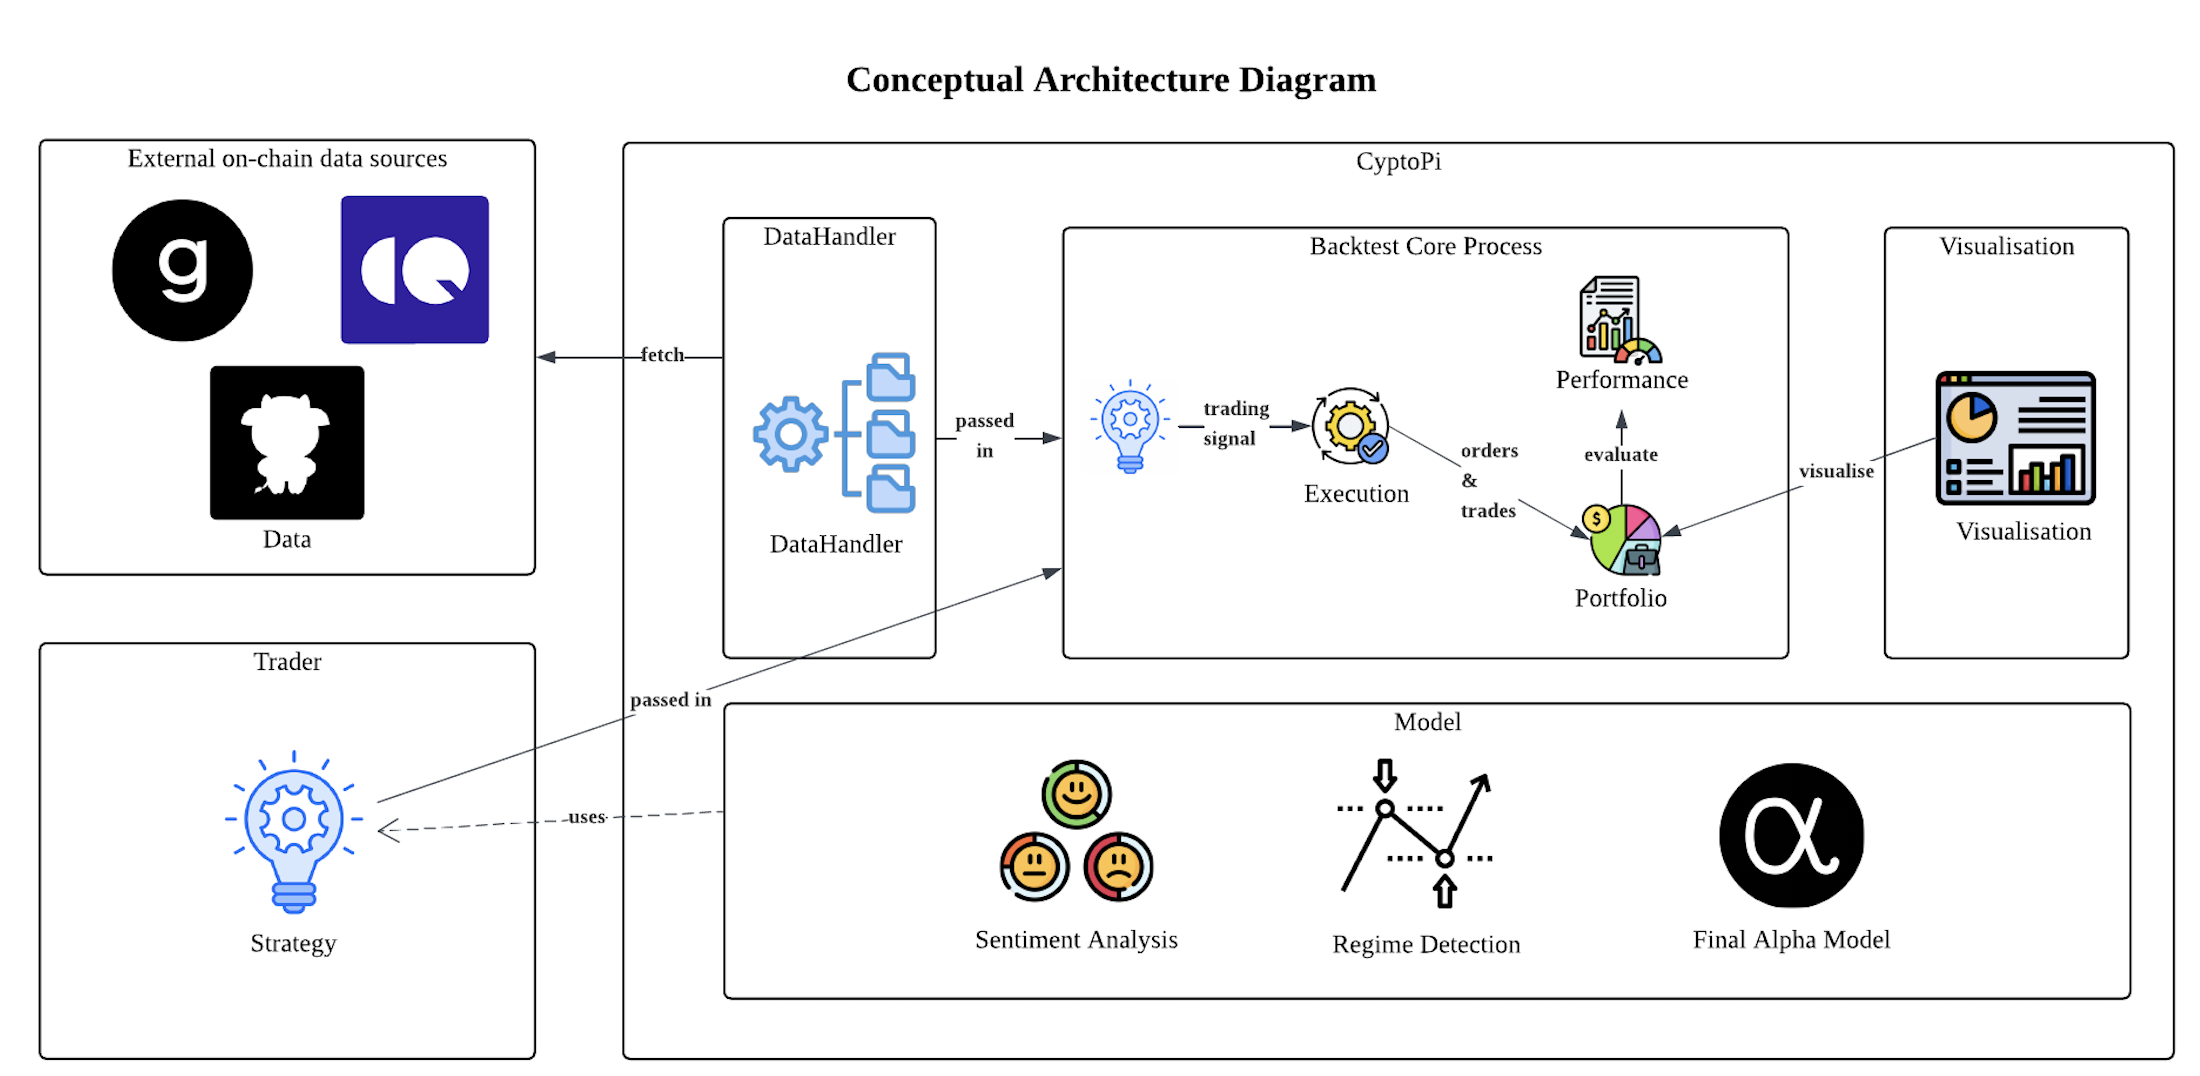 Conceptual Architecture Diagram
External on-chain data sources
g
Data
CyptoPi
DataHandler
fetch
DataHandler
passed
in
Backtest Core Process
trading
signal
Execution
orders
&
trades
Performance
evaluate
$
Portfolio
Visualisation
visualise
Visualisation
Trader
Strategy
passed in
uses
Model
Sentiment Analysis
Regime Detection
α
Final Alpha Model